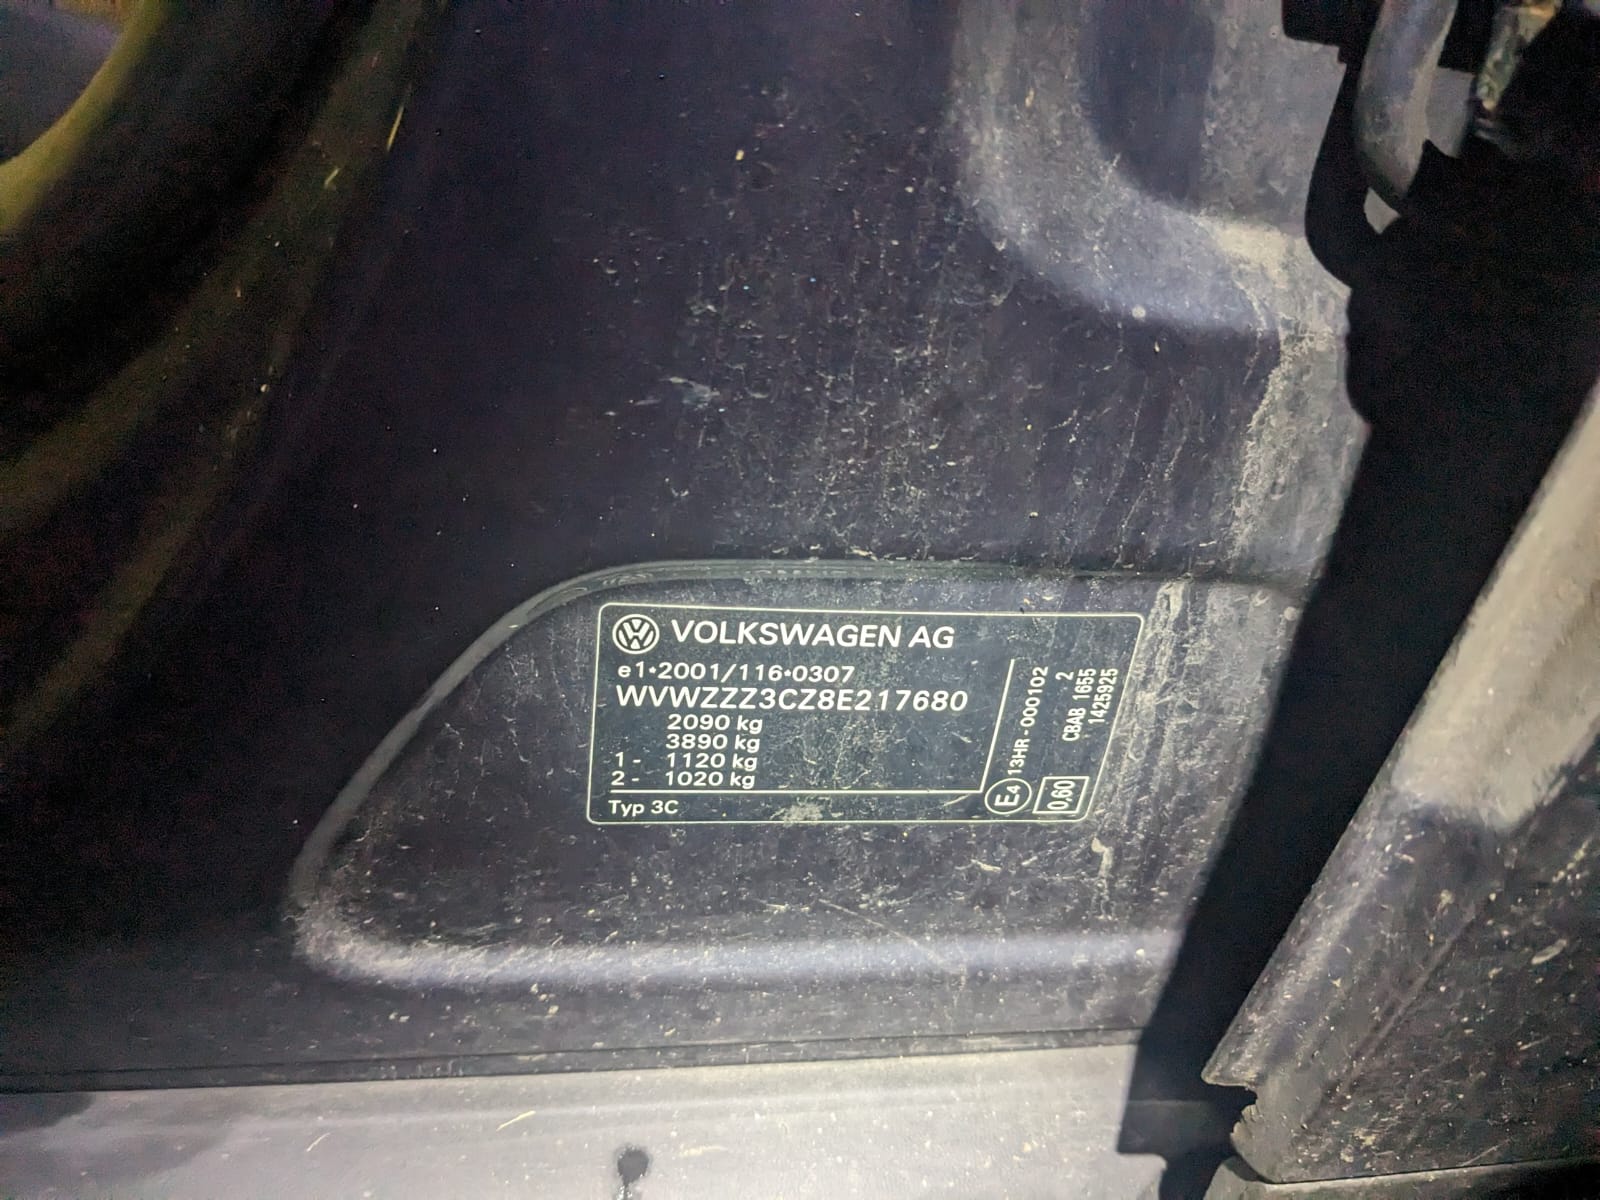 VOLKSWAGEN AG
e1*2001/116*0307
WVWZZZ3CZ8E217680
2090 kg
3890 kg
1- 1120 kg
2- 1020 kg
Typ 3C
E4 13HR-000102
0,60
2
CBAB 1655
1425925